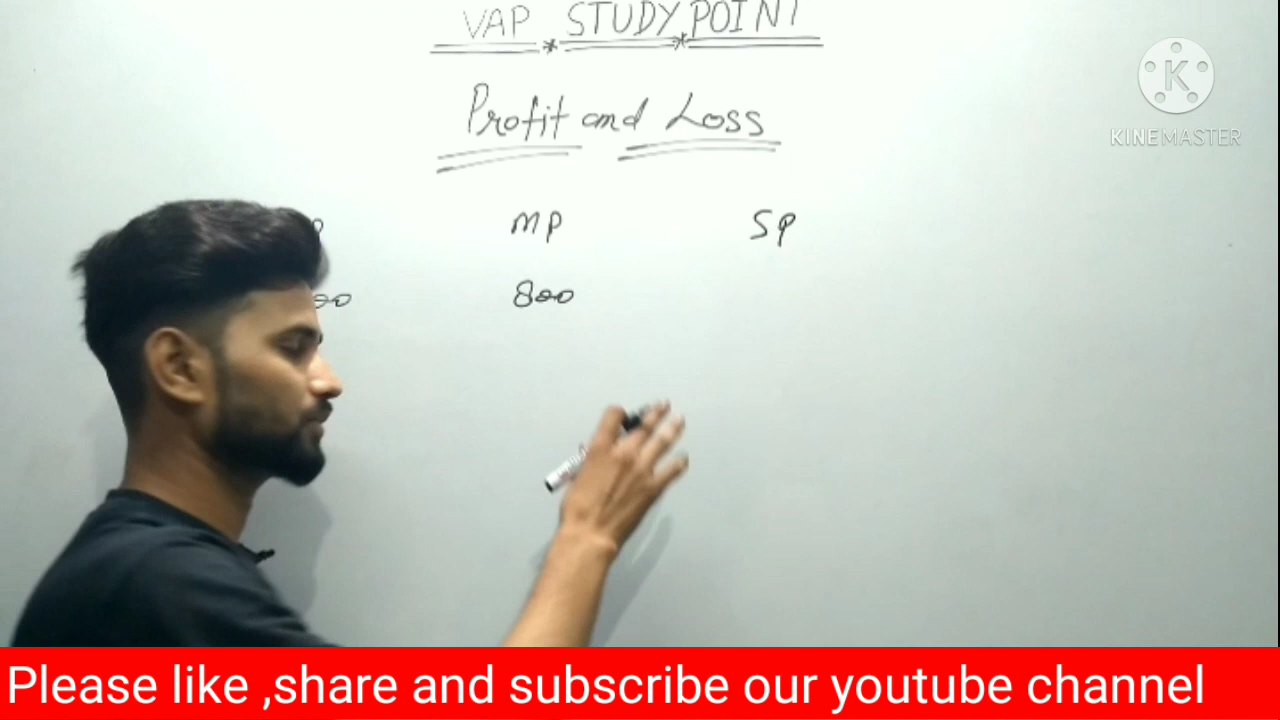 VAP * STUDY * POINT
Profit and Loss
K
KINEMASTER
MP SP
800
Please like ,share and subscribe our youtube channel